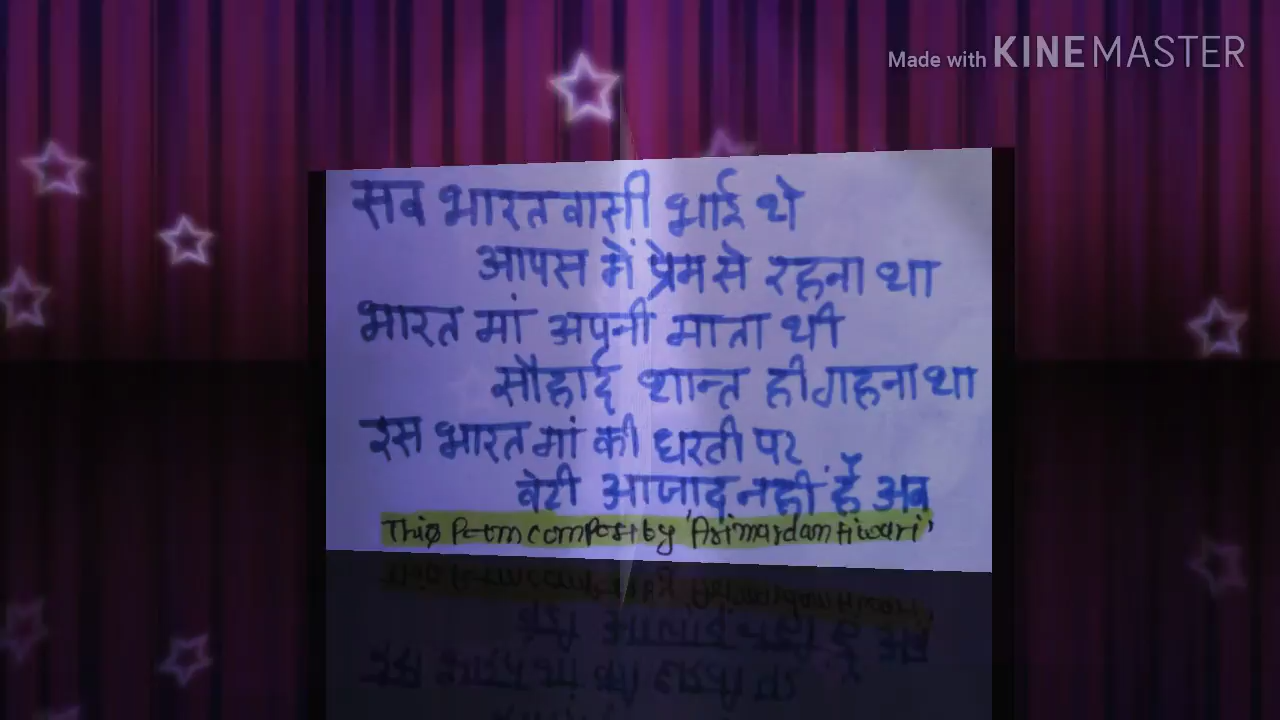 Made with KINEMASTER
सब भारतवासी भाई थे
आपस में प्रेम से रहना था
भारत मां अपनी माता थी
सौहार्द शान्त ही गहना था
इस भारत मां की धरती पर
बेटी आजाद नहीं है अब
This Poem compost by 'Arimardan tiwari'